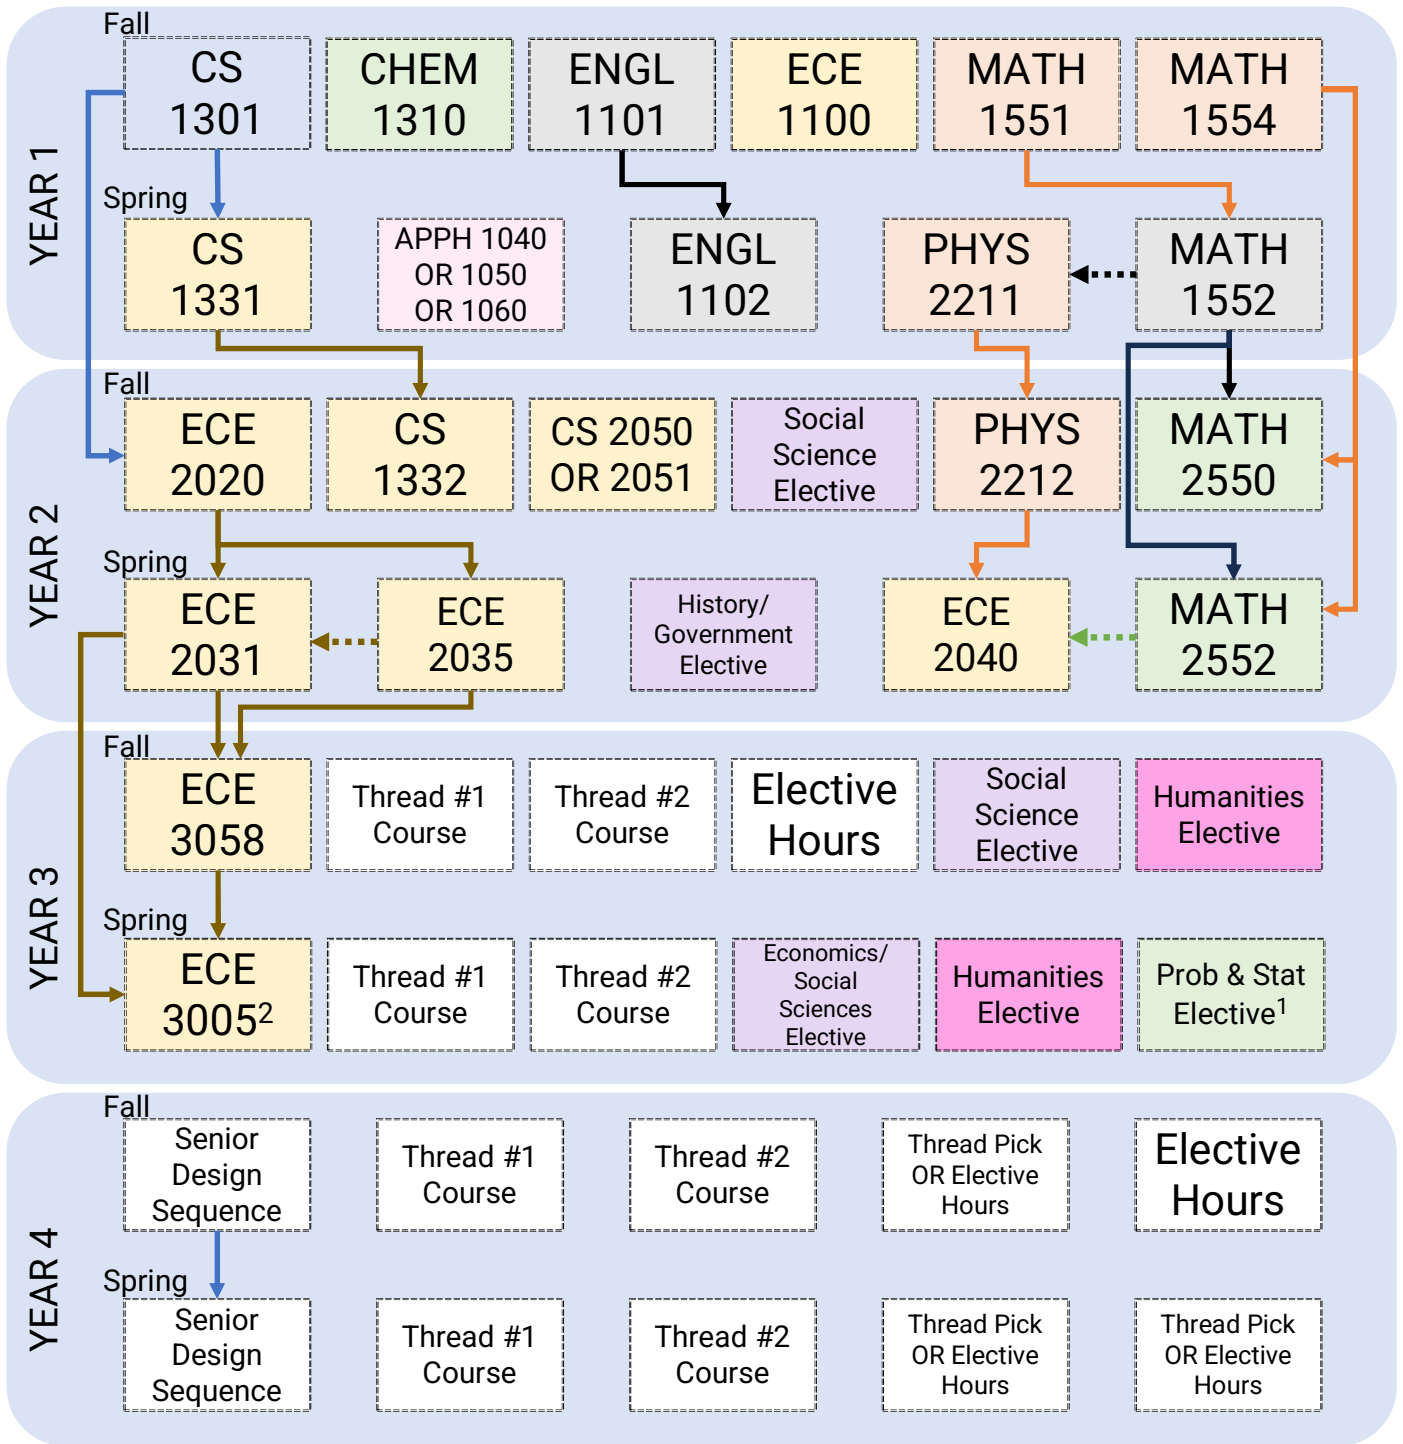 YEAR 1
Fall
CS
1301
CHEM
1310
ENGL
1101
ECE
1100
MATH
1551
MATH
1554
Spring
CS
1331
APPH 1040
OR 1050
OR 1060
ENGL
1102
PHYS
2211
MATH
1552
YEAR 2
Fall
ECE
2020
CS
1332
CS 2050
OR 2051
Social
Science
Elective
PHYS
2212
MATH
2550
Spring
ECE
2031
ECE
2035
History/
Government
Elective
ECE
2040
MATH
2552
YEAR 3
Fall
ECE
3058
Thread #1
Course
Thread #2
Course
Elective
Hours
Social
Science
Elective
Humanities
Elective
Spring
ECE
3005²
Thread #1
Course
Thread #2
Course
Economics/
Social
Sciences
Elective
Humanities
Elective
Prob & Stat
Elective¹
YEAR 4
Fall
Senior
Design
Sequence
Thread #1
Course
Thread #2
Course
Thread Pick
OR Elective
Hours
Elective
Hours
Spring
Senior
Design
Sequence
Thread #1
Course
Thread #2
Course
Thread Pick
OR Elective
Hours
Thread Pick
OR Elective
Hours